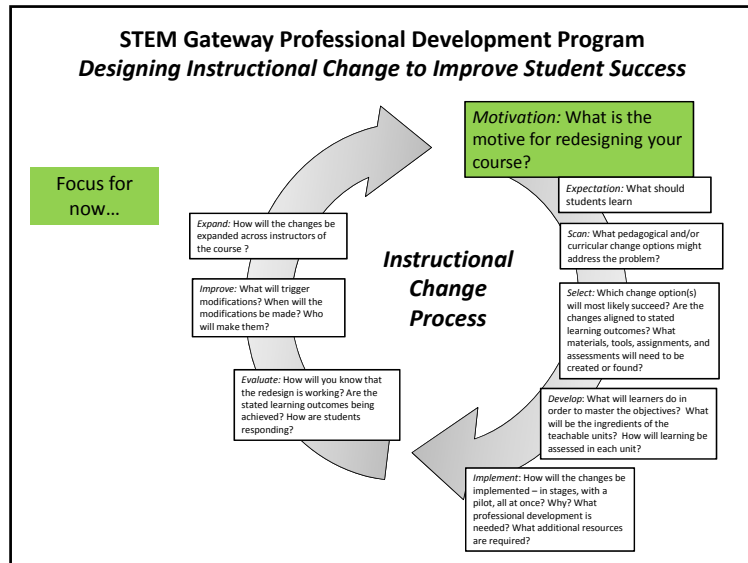 STEM Gateway Professional Development Program
Designing Instructional Change to Improve Student Success
Motivation: What is the
motive for redesigning your
course?
Focus for
now…
Expectation: What should
students learn
Scan: What pedagogical and/or
curricular change options might
address the problem?
Select: Which change option(s)
will most likely succeed? Are the
changes aligned to stated
learning outcomes? What
materials, tools, assignments, and
assessments will need to be
created or found?
Develop: What will learners do in
order to master the objectives?  What
will be the ingredients of the
teachable units?  How will learning be
assessed in each unit?
Implement: How will the changes be
implemented – in stages, with a
pilot, all at once? Why? What
professional development is
needed? What additional resources
are required?
Evaluate: How will you know that
the redesign is working? Are the
stated learning outcomes being
achieved? How are students
responding?
Improve: What will trigger
modifications? When will the
modifications be made? Who
will make them?
Expand: How will the changes be
expanded across instructors of
the course ?
Instructional
Change
Process